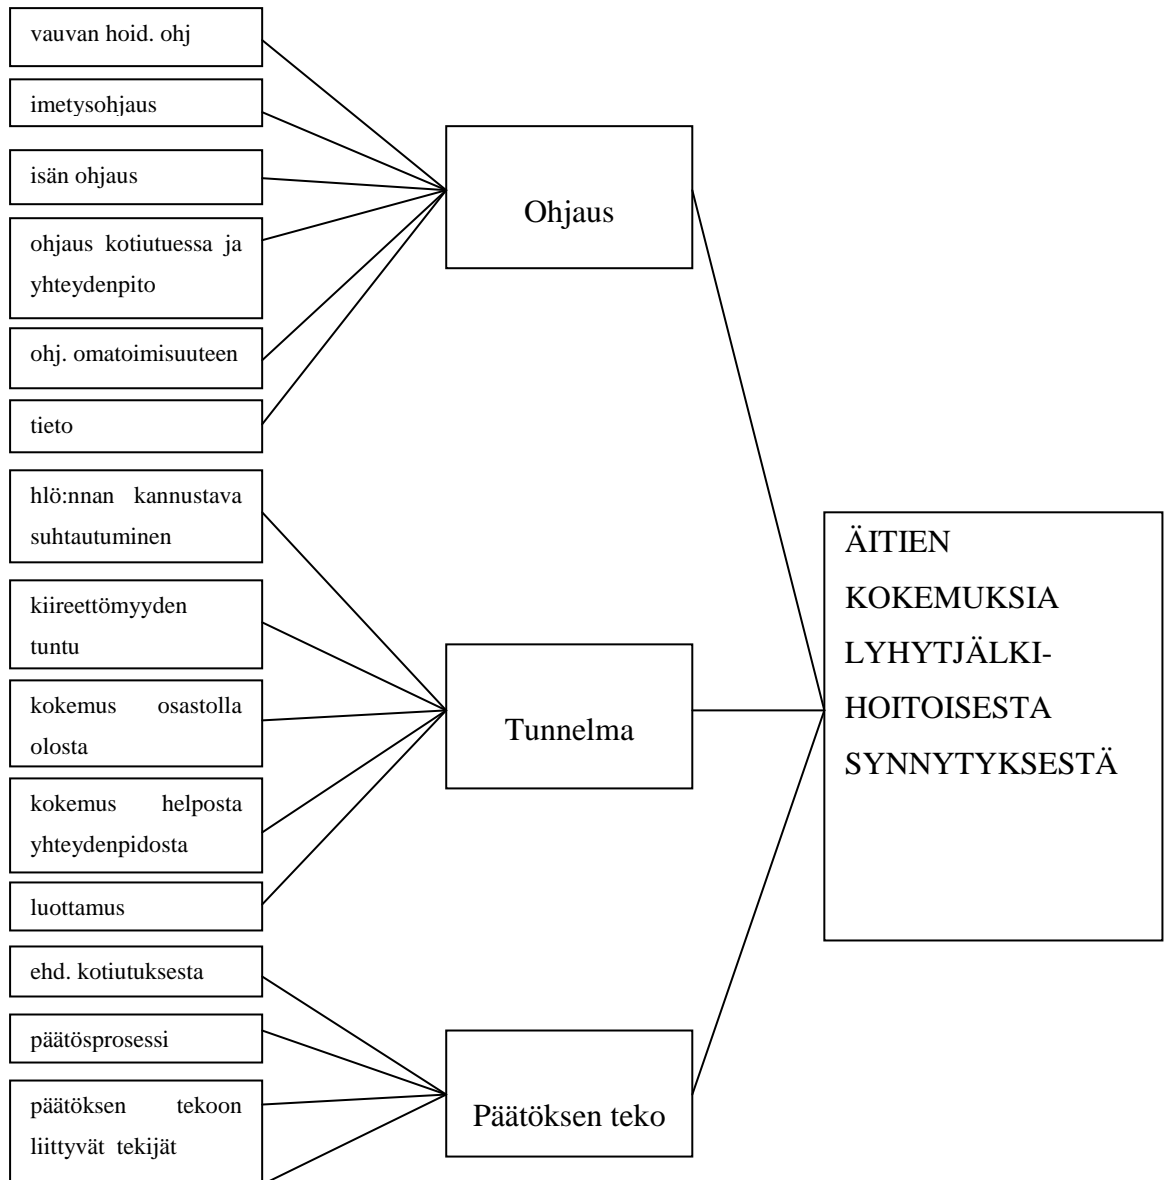 vauvan hoid. ohj
imetysohjaus
isän ohjaus
ohjaus kotiutuessa ja
yhteydenpito
ohj. omatoimisuuteen
tieto
Ohjaus
hlö:nnan kannustava
suhtautuminen
kiireettömyyden
tuntu
kokemus osastolla
olosta
kokemus helposta
yhteydenpidosta
luottamus
Tunnelma
ehd. kotiutuksesta
päätösprosessi
päätöksen tekoon
liittyvät tekijät
Päätöksen teko
ÄITIEN
KOKEMUKSIA
LYHYTJÄLKI-
HOITOISESTA
SYNNYTYKSESTÄ